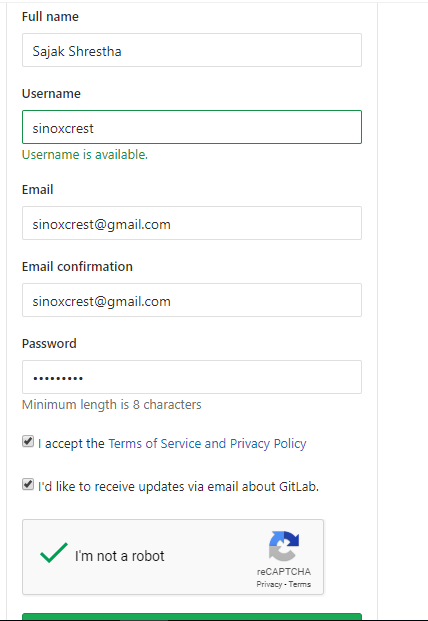 Full name
Sajak Shrestha
Username
sinoxcrest
Username is available.
Email
sinoxcrest@gmail.com
Email confirmation
sinoxcrest@gmail.com
Password
•••••••••
Minimum length is 8 characters
I accept the Terms of Service and Privacy Policy
I'd like to receive updates via email about GitLab.
I'm not a robot
reCAPTCHA
Privacy - Terms